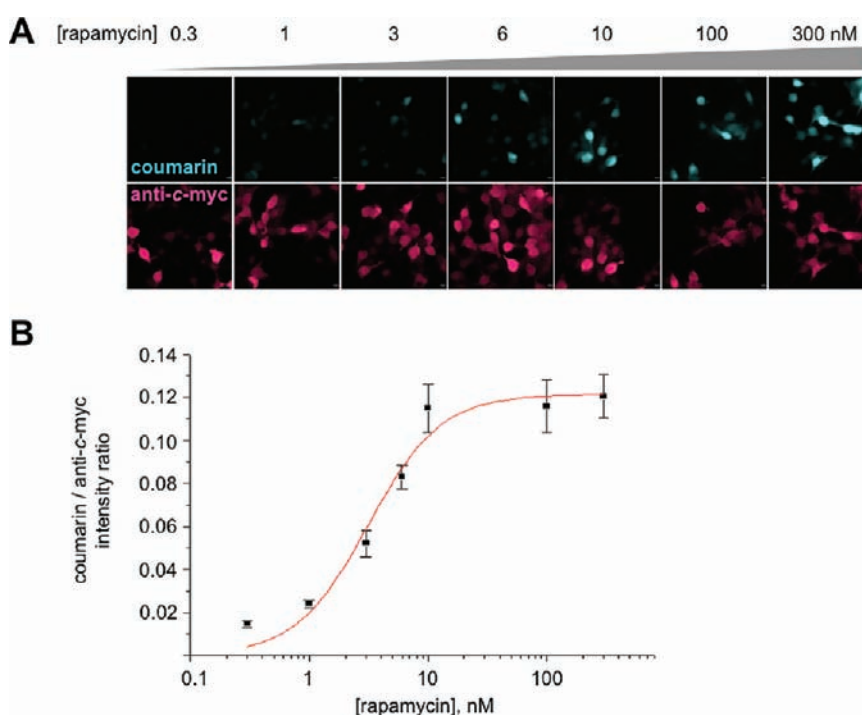 A
[rapamycin] 0.3 1 3 6 10 100 300 nM
coumarin
anti-c-myc
B
0.14
0.12
0.10
0.08
0.06
0.04
0.02
coumarin / anti-c-myc
intensity ratio
0.1 1 10 100
[rapamycin], nM